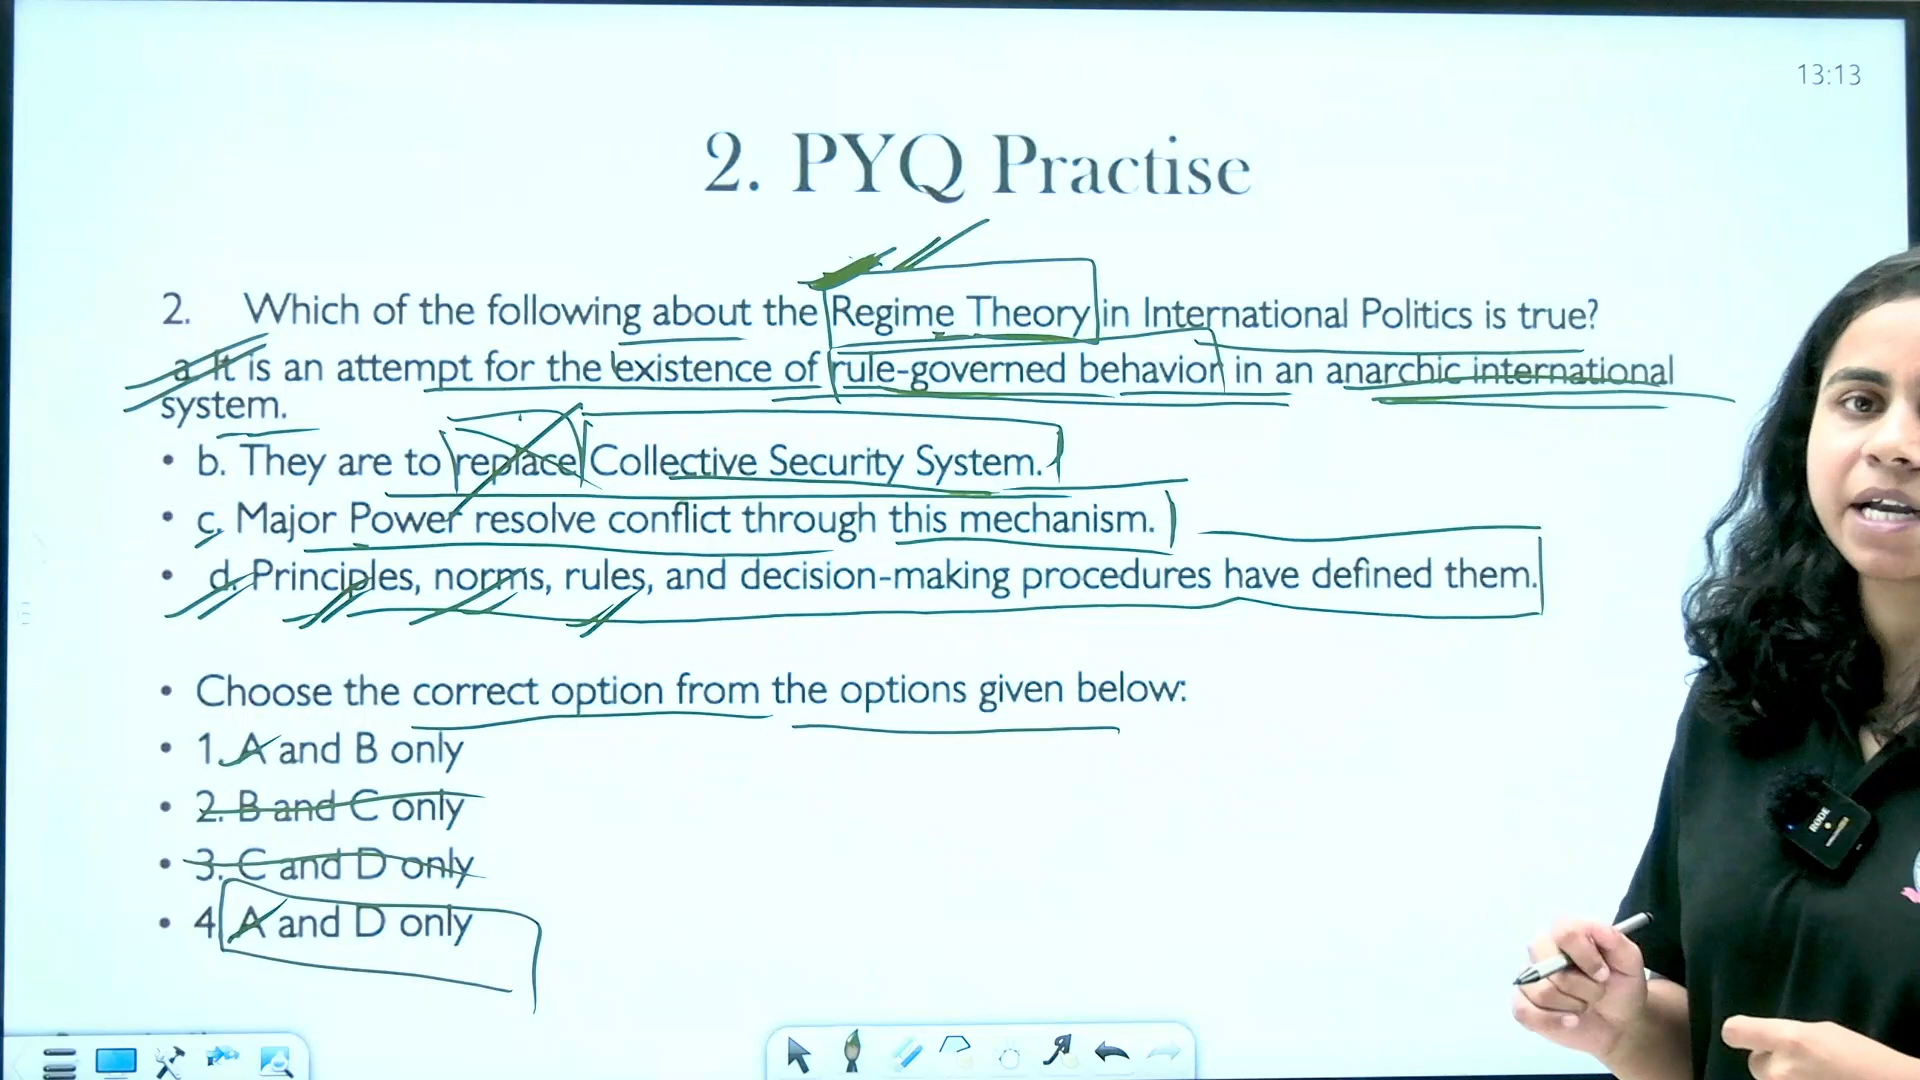 13:13
2. PYQ Practise
2. Which of the following about the Regime Theory in International Politics is true?
a. It is an attempt for the existence of rule-governed behavior in an anarchic international
system.
• b. They are to replace Collective Security System.
• c. Major Power resolve conflict through this mechanism.
• d. Principles, norms, rules, and decision-making procedures have defined them.
• Choose the correct option from the options given below:
• 1. A and B only
• 2. B and C only
• 3. C and D only
• 4. A and D only
RODE